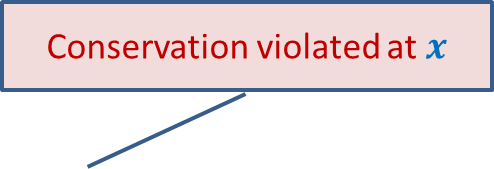 Conservation violated at x